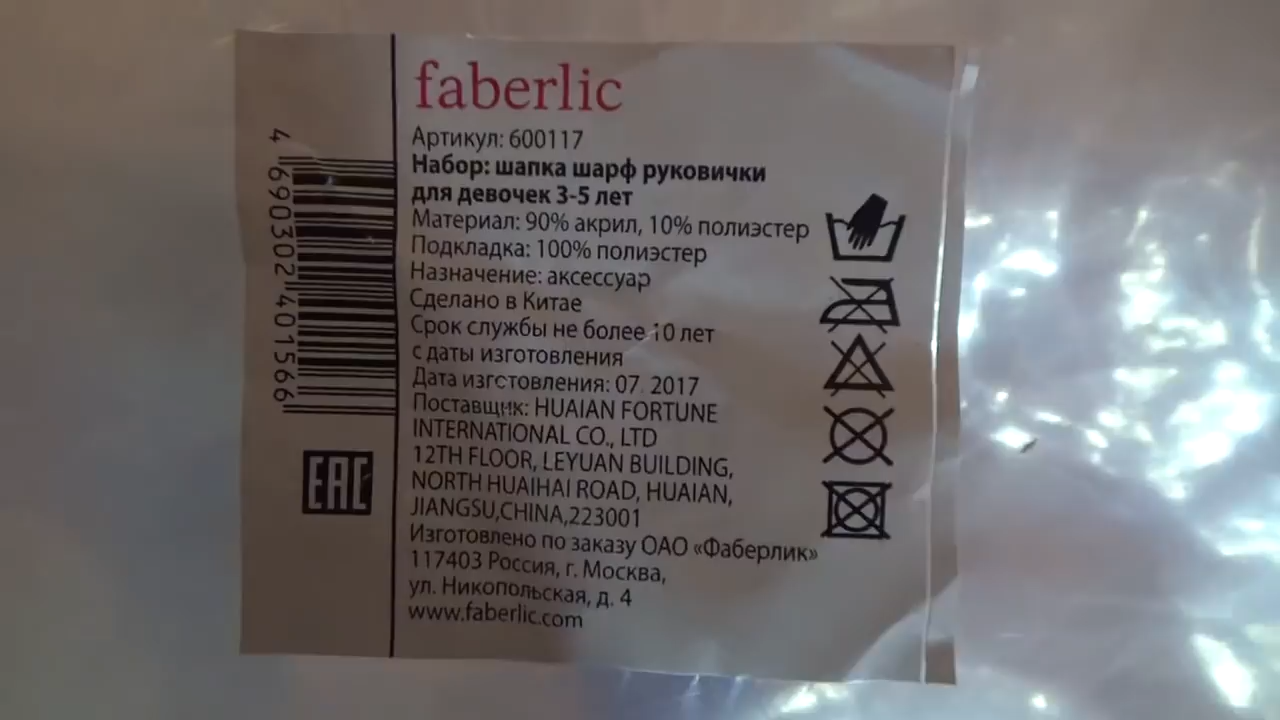 faberlic
Артикул: 600117
Набор: шапка шарф руковички
для девочек 3-5 лет
Материал: 90% акрил, 10% полиэстер
Подкладка: 100% полиэстер
Назначение: аксессуар
Сделано в Китае
Срок службы не более 10 лет
с даты изготовления
Дата изготовления: 07. 2017
Поставщик: HUAIAN FORTUNE
INTERNATIONAL CO., LTD
12TH FLOOR, LEYUAN BUILDING,
NORTH HUAIHAI ROAD, HUAIAN,
JIANGSU,CHINA,223001
Изготовлено по заказу ОАО «Фаберлик»
117403 Россия, г. Москва,
ул. Никопольская, д. 4
www.faberlic.com
4 690302 401566
EAC